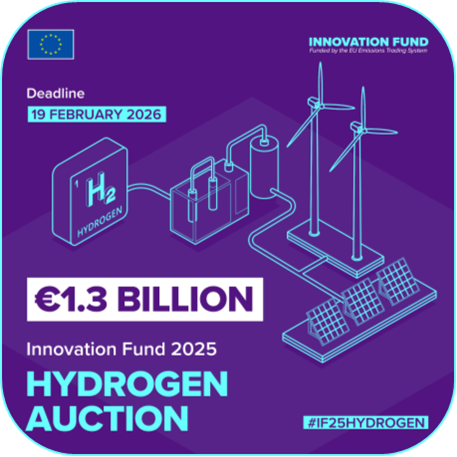 INNOVATION FUND
Funded by the EU Emissions Trading System
Deadline
19 FEBRUARY 2026
1
H2
HYDROGEN
€1.3 BILLION
Innovation Fund 2025
HYDROGEN
AUCTION
#IF25HYDROGEN